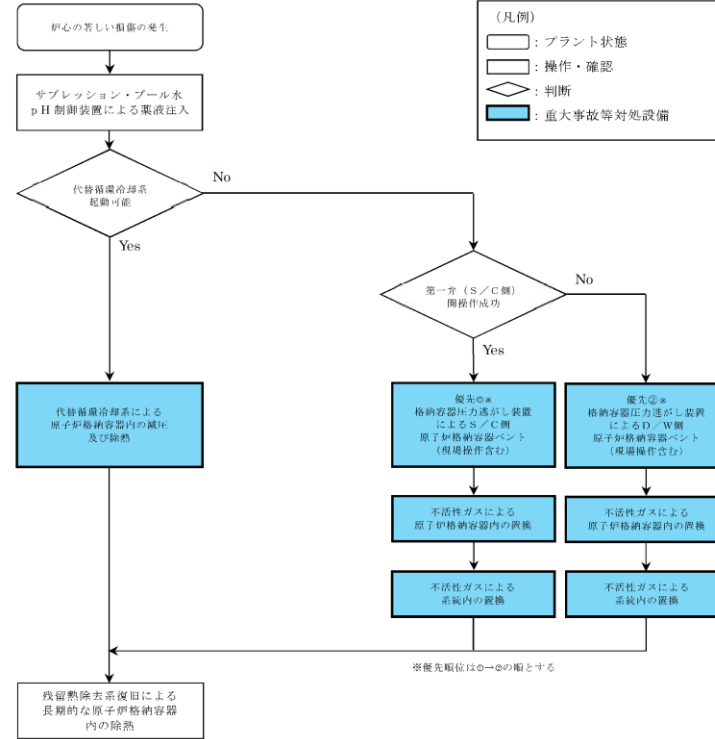 炉心の著しい損傷の発生
(凡例)
：プラント状態
：操作・確認
：判断
：重大事故等対処設備
サプレッション・プール水
ｐＨ制御装置による薬液注入
代替循環冷却系
起動可能
No
Yes
第一弁（Ｓ／Ｃ側）
開操作成功
No
Yes
代替循環冷却系による
原子炉格納容器内の減圧
及び除熱
優先①※
格納容器圧力逃がし装置
によるＳ／Ｃ側
原子炉格納容器ベント
（現場操作含む）
優先②※
格納容器圧力逃がし装置
によるＤ／Ｗ側
原子炉格納容器ベント
（現場操作含む）
不活性ガスによる
原子炉格納容器内の置換
不活性ガスによる
原子炉格納容器内の置換
不活性ガスによる
系統内の置換
不活性ガスによる
系統内の置換
※優先順位は①→②の順とする
残留熱除去系復旧による
長期的な原子炉格納容器
内の除熱